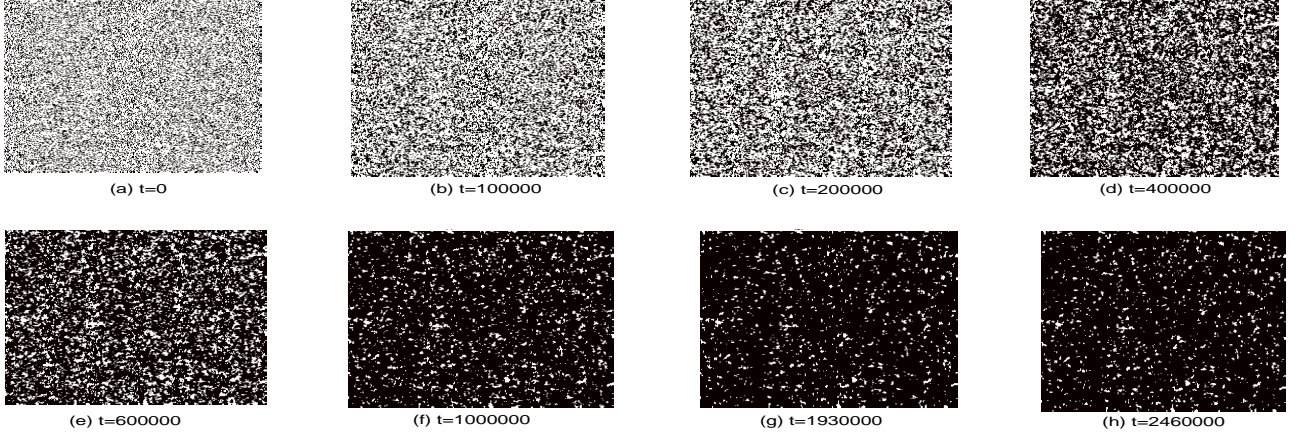 (a) t=0
(b) t=100000
(c) t=200000
(d) t=400000
(e) t=600000
(f) t=1000000
(g) t=1930000
(h) t=2460000